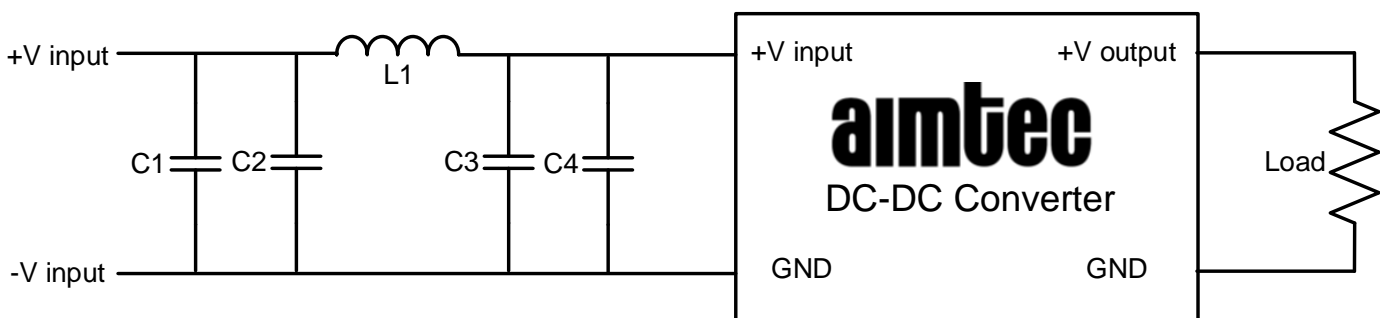 +V input
L1
C1
C2
C3
C4
-V input
+V input
+V output
aimtec
DC-DC Converter
GND
GND
Load